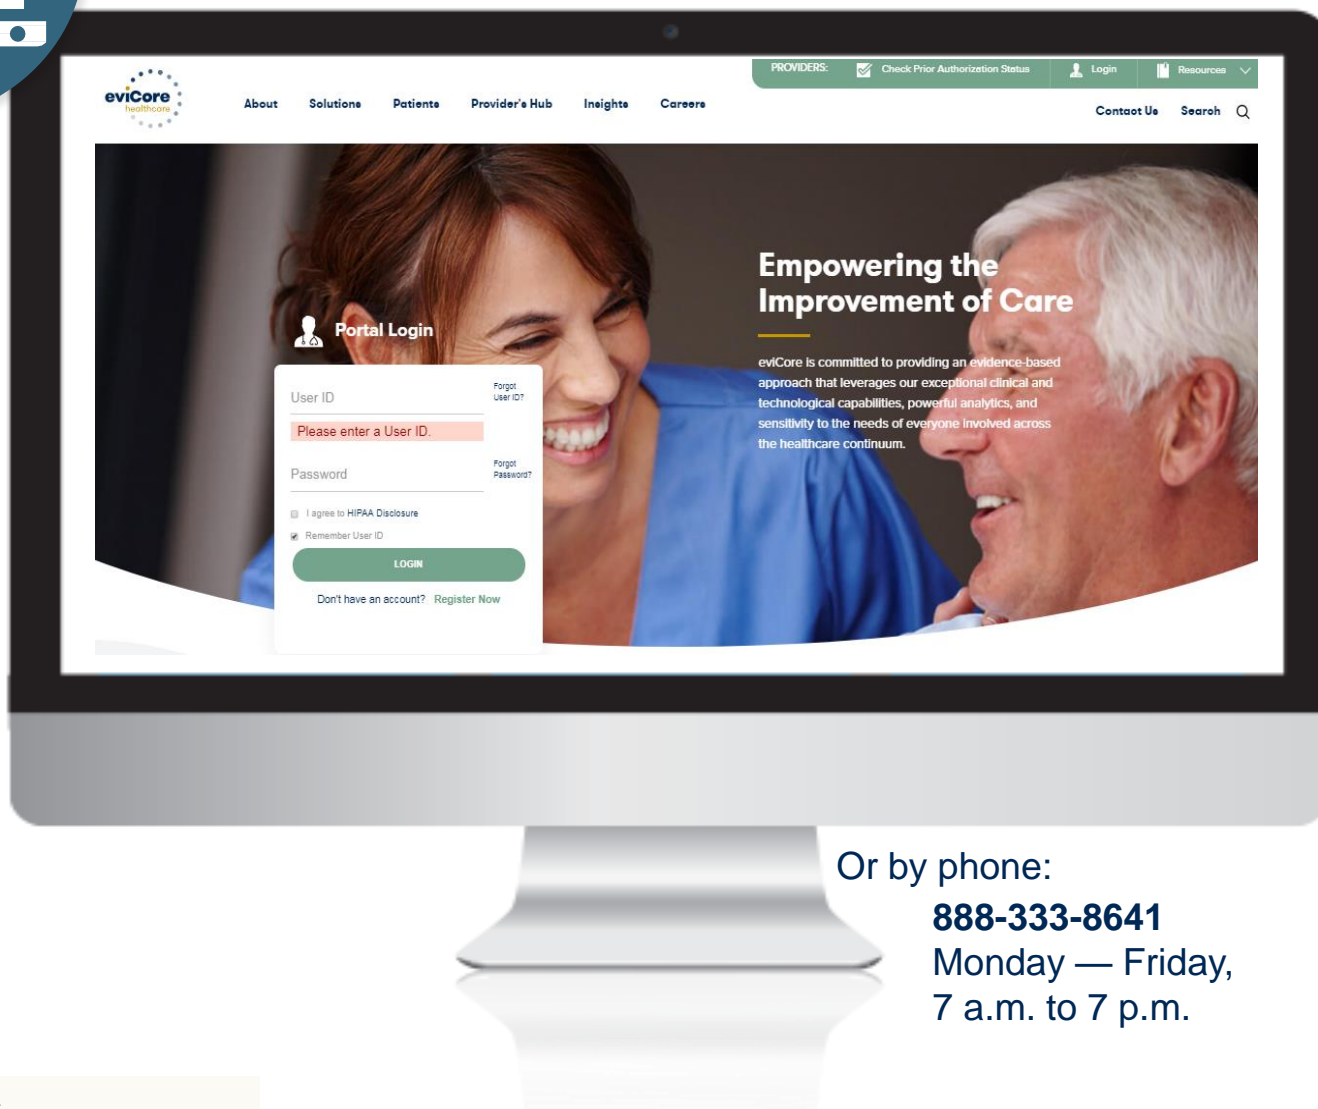 PROVIDERS: Check Prior Authorization Status Login Resources
eviCore
healthcare
About Solutions Patients Provider's Hub Insights Careers
Contact Us Search
Empowering the
Improvement of Care
eviCore is committed to providing an evidence-based
approach that leverages our exceptional clinical and
technological capabilities, powerful analytics, and
sensitivity to the needs of everyone involved across
the healthcare continuum.
Portal Login
User ID
Forgot
User ID?
Please enter a User ID.
Password
Forgot
Password?
I agree to HIPAA Disclosure
Remember User ID
LOGIN
Don't have an account? Register Now
Or by phone:
888-333-8641
Monday — Friday,
7 a.m. to 7 p.m.